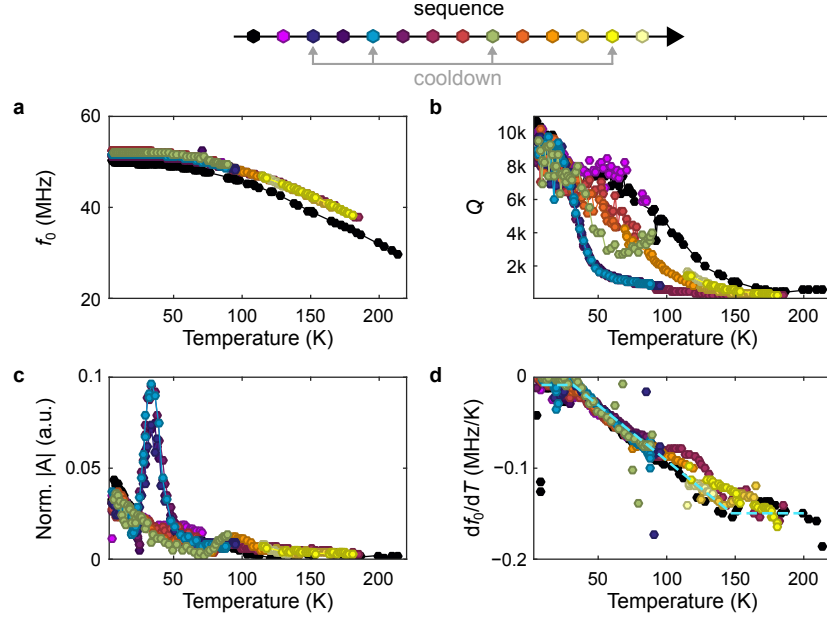 sequence
cooldown
a
60
40
20
f₀ (MHz)
50 100 150 200
Temperature (K)
b
10k
8k
6k
4k
2k
Q
50 100 150 200
Temperature (K)
c
0.1
0.05
0
Norm. |A| (a.u.)
50 100 150 200
Temperature (K)
d
0
−0.1
−0.2
df₀/dT (MHz/K)
50 100 150 200
Temperature (K)